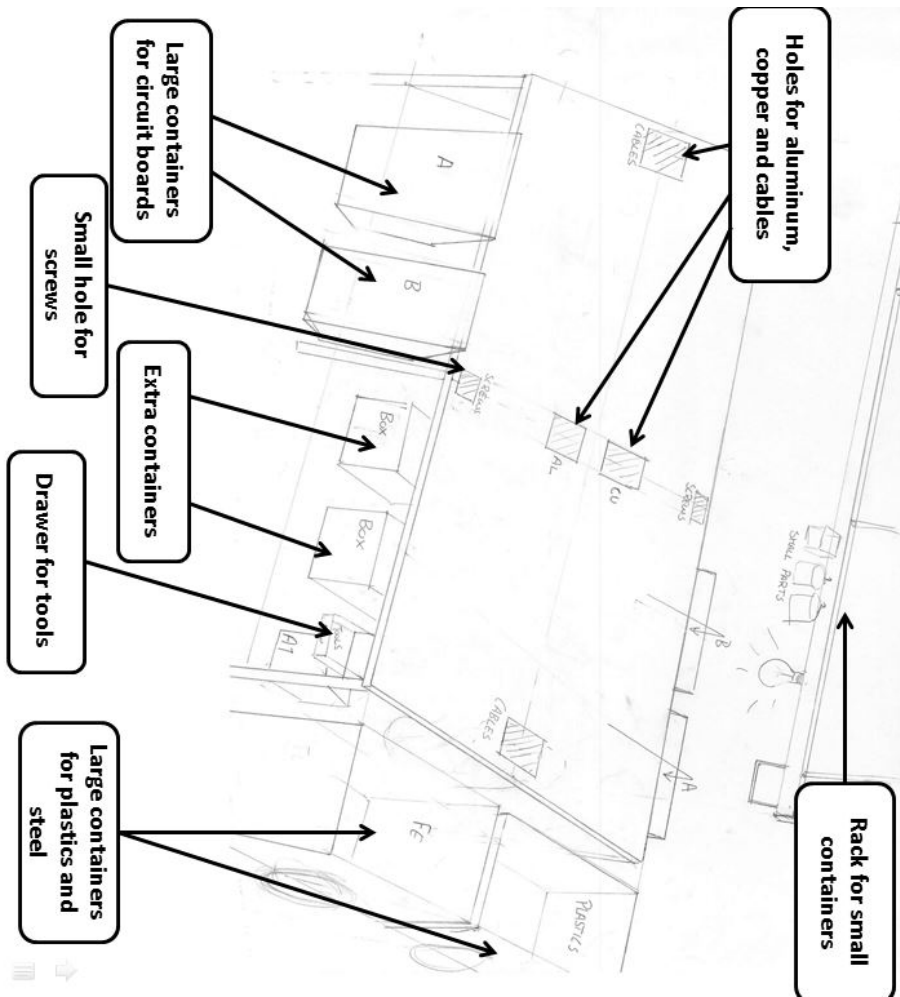 Holes for aluminum,
copper and cables
Rack for small
containers
Large containers
for circuit boards
Small hole for
screws
Extra containers
Drawer for tools
Large containers
for plastics and
steel
CABLES
A
B
SCREWS
AL
CU
SCREWS
SMALL PARTS
B
A
Box
Box
TOOLS
A1
CABLES
FE
PLASTICS